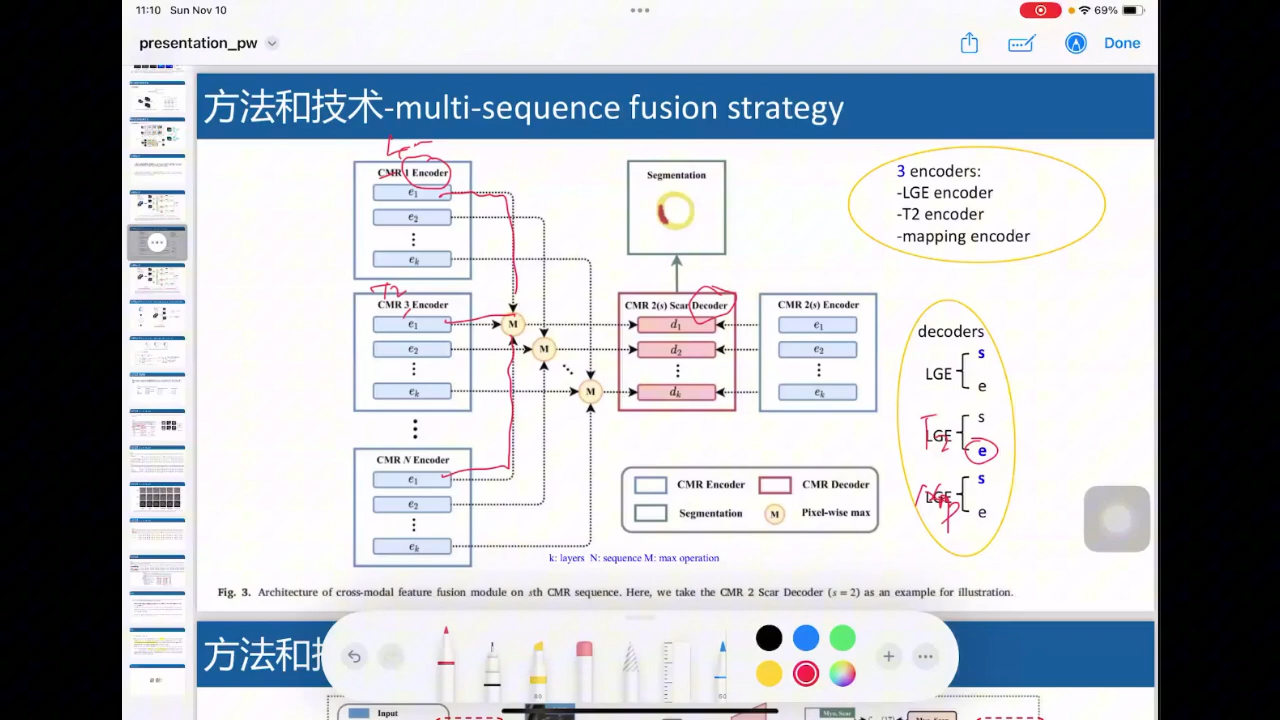 11:10 Sun Nov 10
69%
presentation_pw
Done
方法和技术-multi-sequence fusion strategy
CMR 1 Encoder
e1
e2
ek
T2
CMR 3 Encoder
e1
e2
ek
CMR N Encoder
e1
e2
ek
M
M
M
Segmentation
CMR 2(s) Scar Decoder
d1
d2
dk
CMR 2(s) Encoder
e1
e2
ek
CMR Encoder
CMR Decoder
Segmentation
M Pixel-wise max
k: layers N: sequence M: max operation
3 encoders:
-LGE encoder
-T2 encoder
-mapping encoder
decoders
s
LGE
e
s
LGE
T2
e
s
LGE
e
Fig. 3. Architecture of cross-modal feature fusion module on sth CMR sequence. Here, we take the CMR 2 Scar Decoder (s = 2) as an example for illustration.
方法和
Input